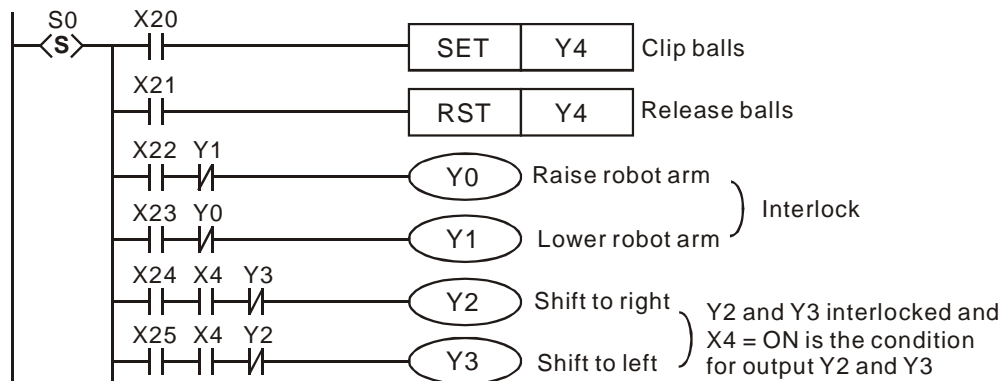 S0 X20
S
SET Y4 Clip balls
X21
RST Y4 Release balls
X22 Y1
Y0 Raise robot arm
Interlock
X23 Y0
Y1 Lower robot arm
X24 X4 Y3
Y2 Shift to right
Y2 and Y3 interlocked and
X4 = ON is the condition
for output Y2 and Y3
X25 X4 Y2
Y3 Shift to left